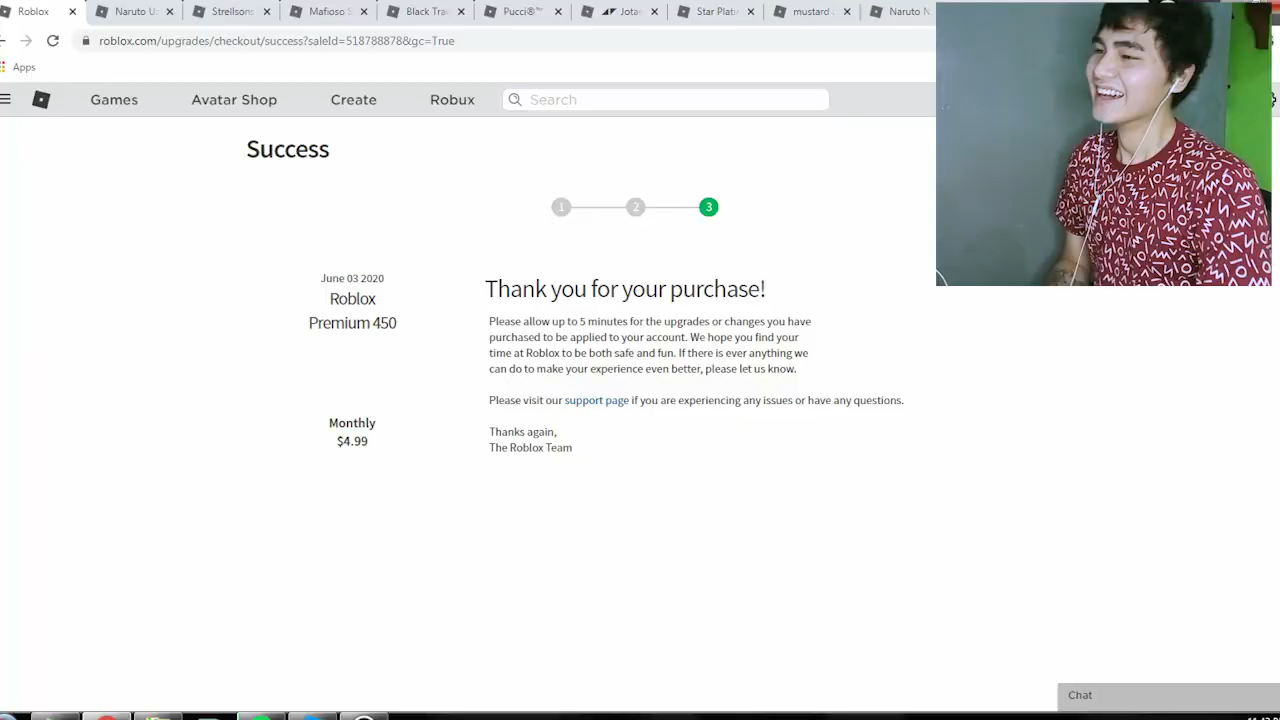 Roblox
Naruto U
Strellsons
Mafioso S
Black Tra
Pucci®™
Jota
Star Plati
mustard
Naruto N
roblox.com/upgrades/checkout/success?saleId=518788878&gc=True
Apps
Games
Avatar Shop
Create
Robux
Search
Success
1
2
3
June 03 2020
Roblox
Premium 450
Monthly
$4.99
Thank you for your purchase!
Please allow up to 5 minutes for the upgrades or changes you have
purchased to be applied to your account. We hope you find your
time at Roblox to be both safe and fun. If there is ever anything we
can do to make your experience even better, please let us know.
Please visit our support page if you are experiencing any issues or have any questions.
Thanks again,
The Roblox Team
Chat